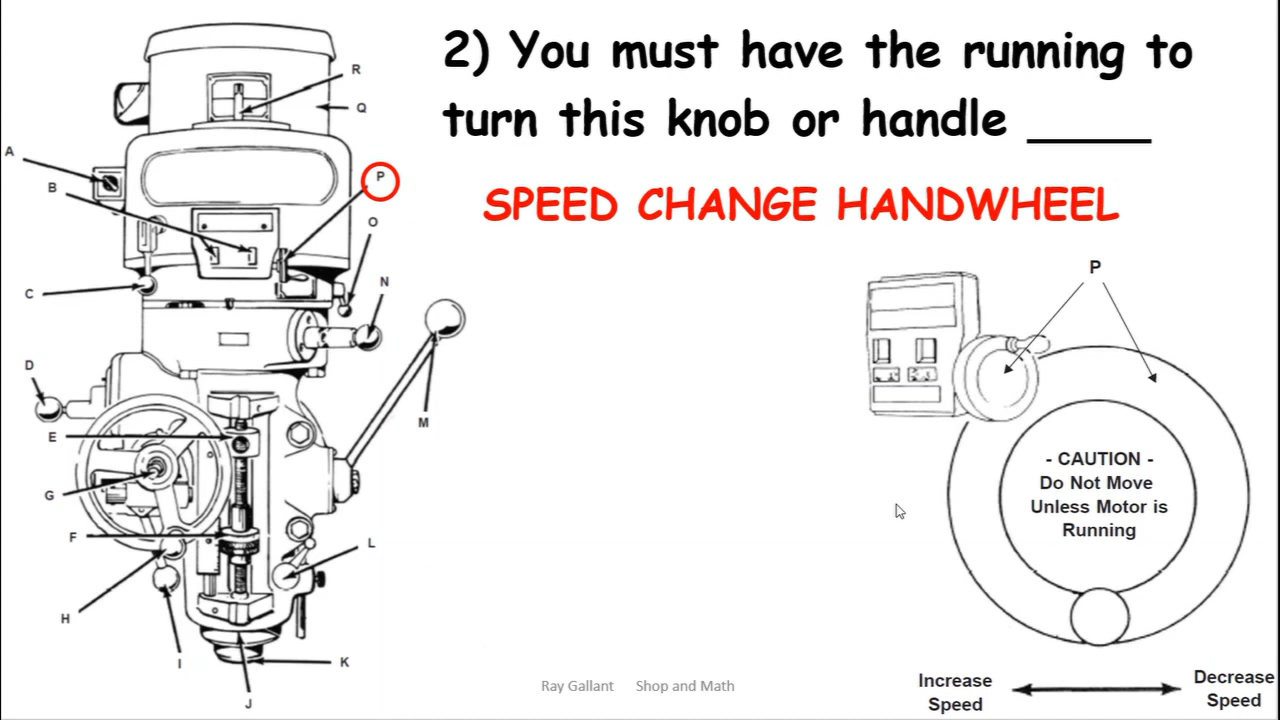 2) You must have the running to
turn this knob or handle _____
SPEED CHANGE HANDWHEEL
R
Q
A
B
P
O
C
N
D
M
E
G
F
L
H
I
K
J
P
- CAUTION -
Do Not Move
Unless Motor is
Running
Increase
Speed
Decrease
Speed
Ray Gallant Shop and Math